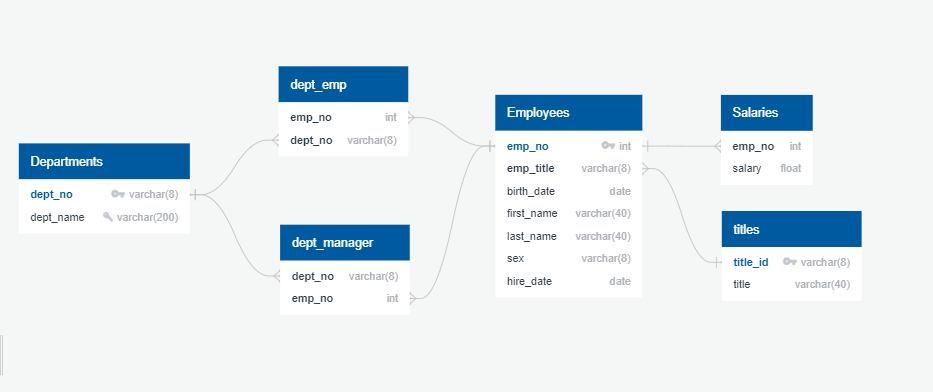 Departments
dept_no varchar(8)
dept_name varchar(200)
dept_emp
emp_no int
dept_no varchar(8)
dept_manager
dept_no varchar(8)
emp_no int
Employees
emp_no int
emp_title varchar(8)
birth_date date
first_name varchar(40)
last_name varchar(40)
sex varchar(8)
hire_date date
Salaries
emp_no int
salary float
titles
title_id varchar(8)
title varchar(40)